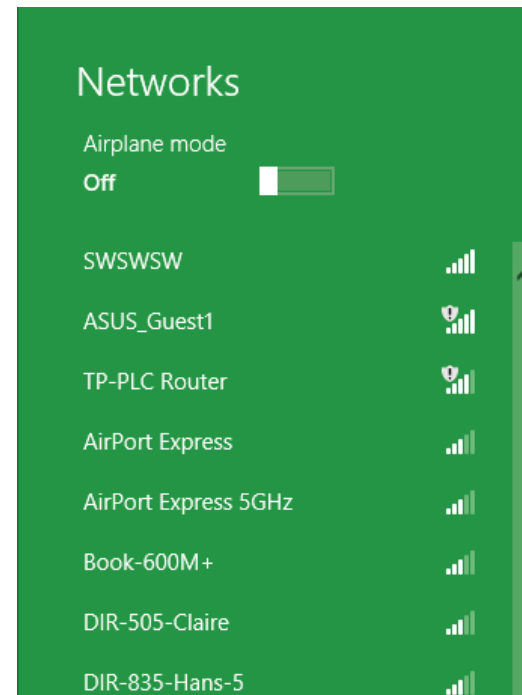 Networks
Airplane mode
Off
SWSWSW
ASUS_Guest1
TP-PLC Router
AirPort Express
AirPort Express 5GHz
Book-600M+
DIR-505-Claire
DIR-835-Hans-5